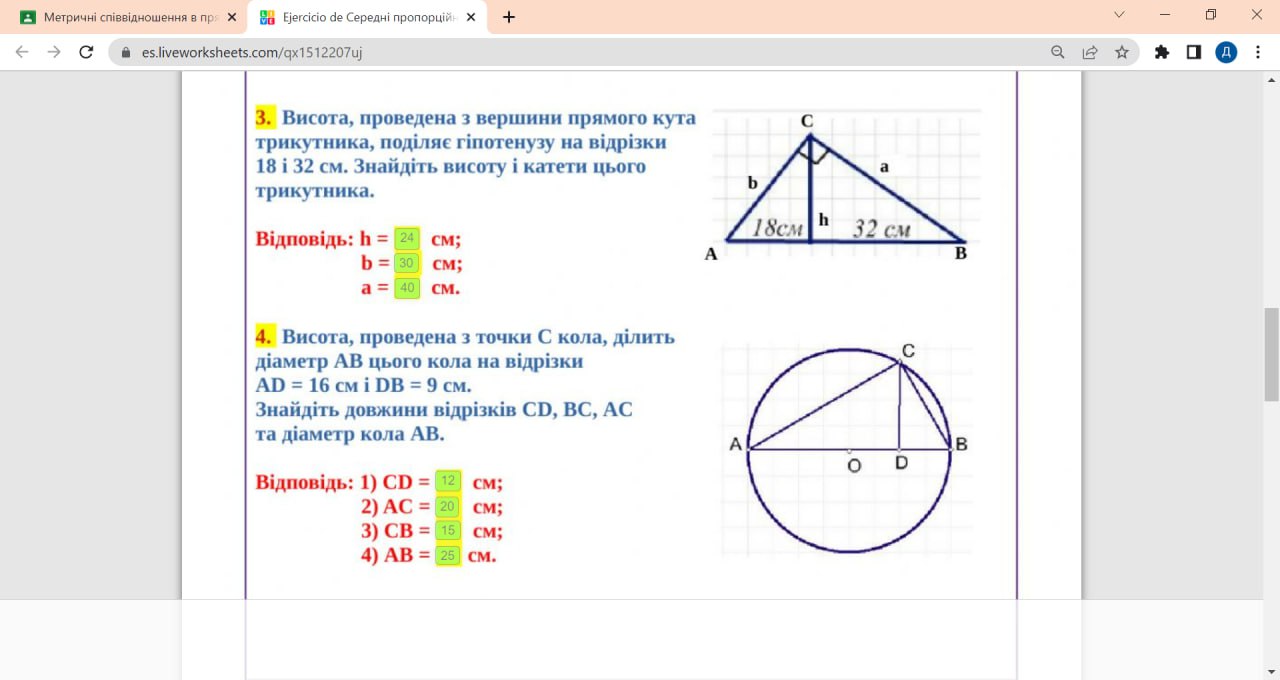 Метричні співвідношення в пр
Ejercicio de Середні пропорцій
es.liveworksheets.com/qx1512207uj
Д
3. Висота, проведена з вершини прямого кута
трикутника, поділяє гіпотенузу на відрізки
18 і 32 см. Знайдіть висоту і катети цього
трикутника.
Відповідь: h = 24 см;
b = 30 см;
a = 40 см.
C
b
a
18см
h
32 см
A
B
4. Висота, проведена з точки С кола, ділить
діаметр АВ цього кола на відрізки
AD = 16 см і DB = 9 см.
Знайдіть довжини відрізків CD, BC, AC
та діаметр кола АВ.
Відповідь: 1) CD = 12 см;
2) AC = 20 см;
3) CB = 15 см;
4) AB = 25 см.
C
A
B
O
D